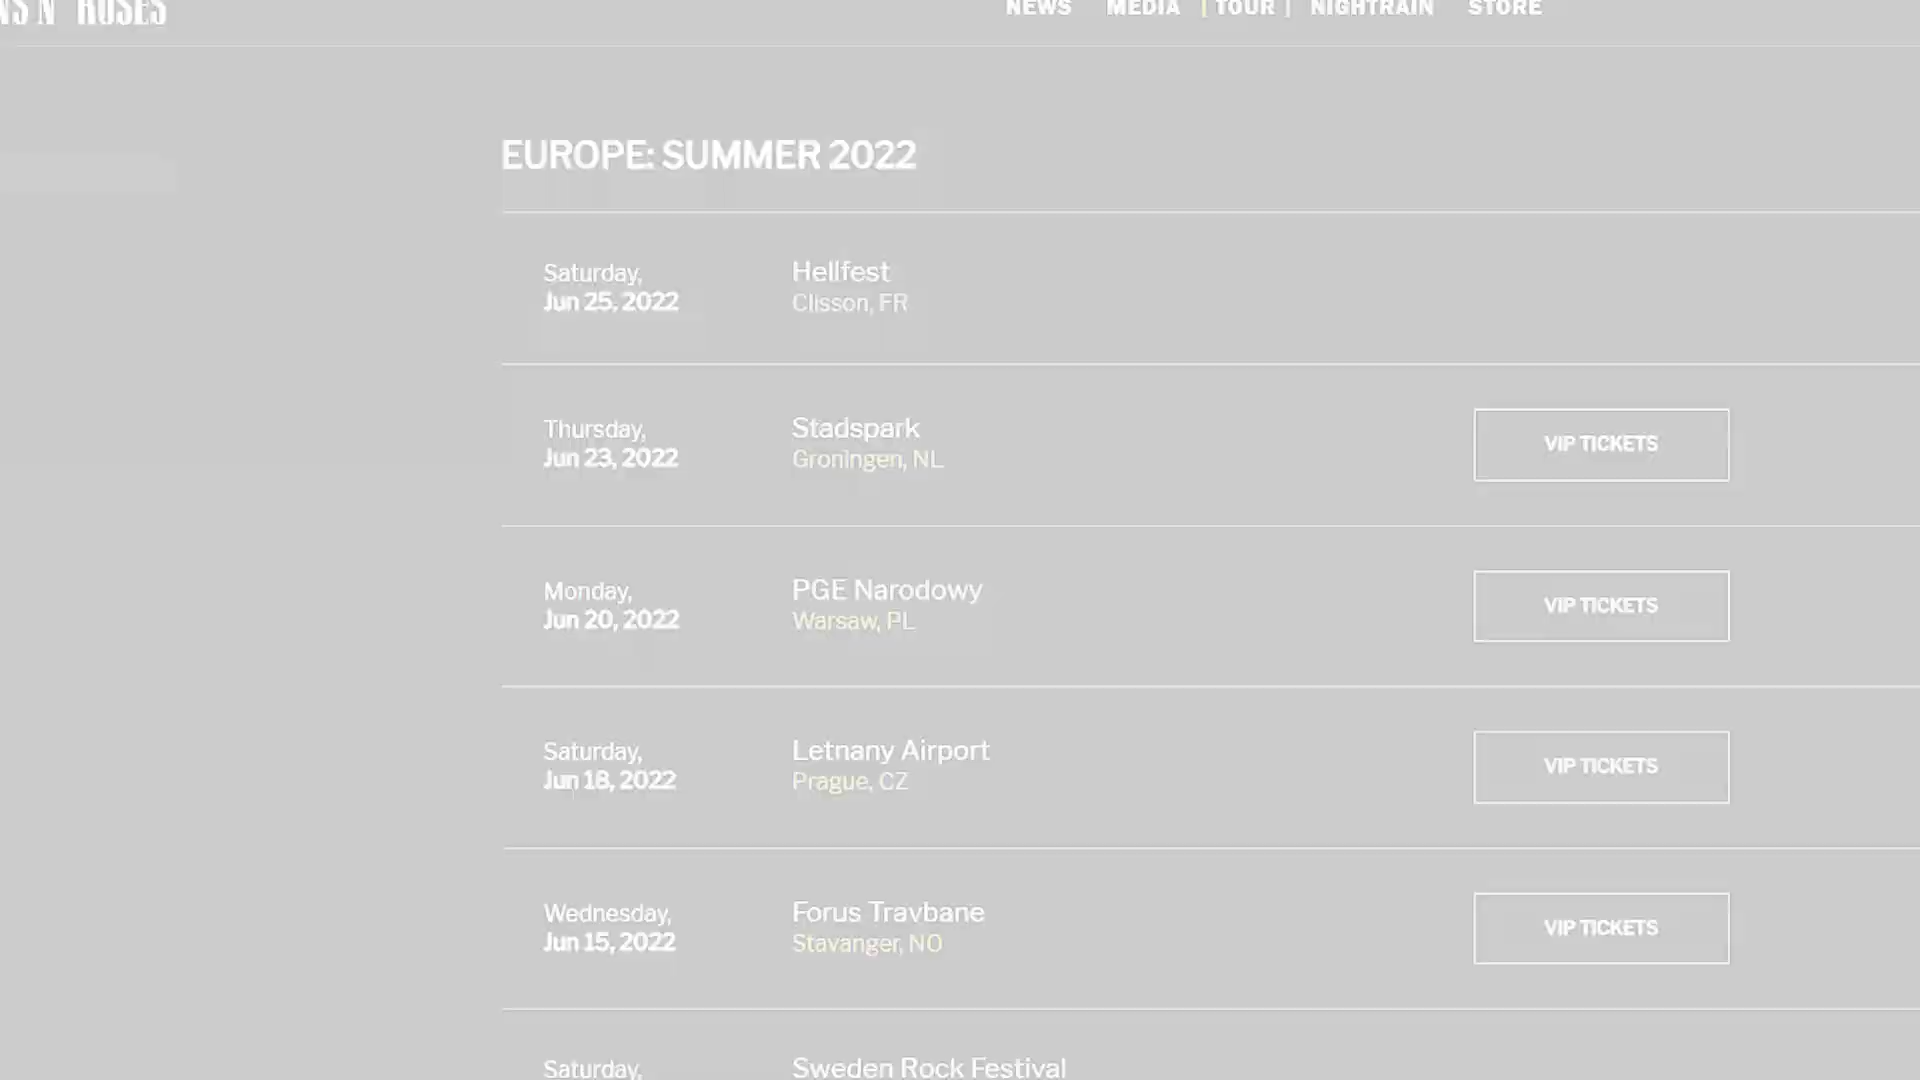 NS N' ROSES
NEWS MEDIA | TOUR | NIGHTRAIN STORE
EUROPE: SUMMER 2022
Saturday,
Jun 25, 2022
Hellfest
Clisson, FR
Thursday,
Jun 23, 2022
Stadspark
Groningen, NL
VIP TICKETS
Monday,
Jun 20, 2022
PGE Narodowy
Warsaw, PL
VIP TICKETS
Saturday,
Jun 18, 2022
Letnany Airport
Prague, CZ
VIP TICKETS
Wednesday,
Jun 15, 2022
Forus Travbane
Stavanger, NO
VIP TICKETS
Saturday,
Sweden Rock Festival